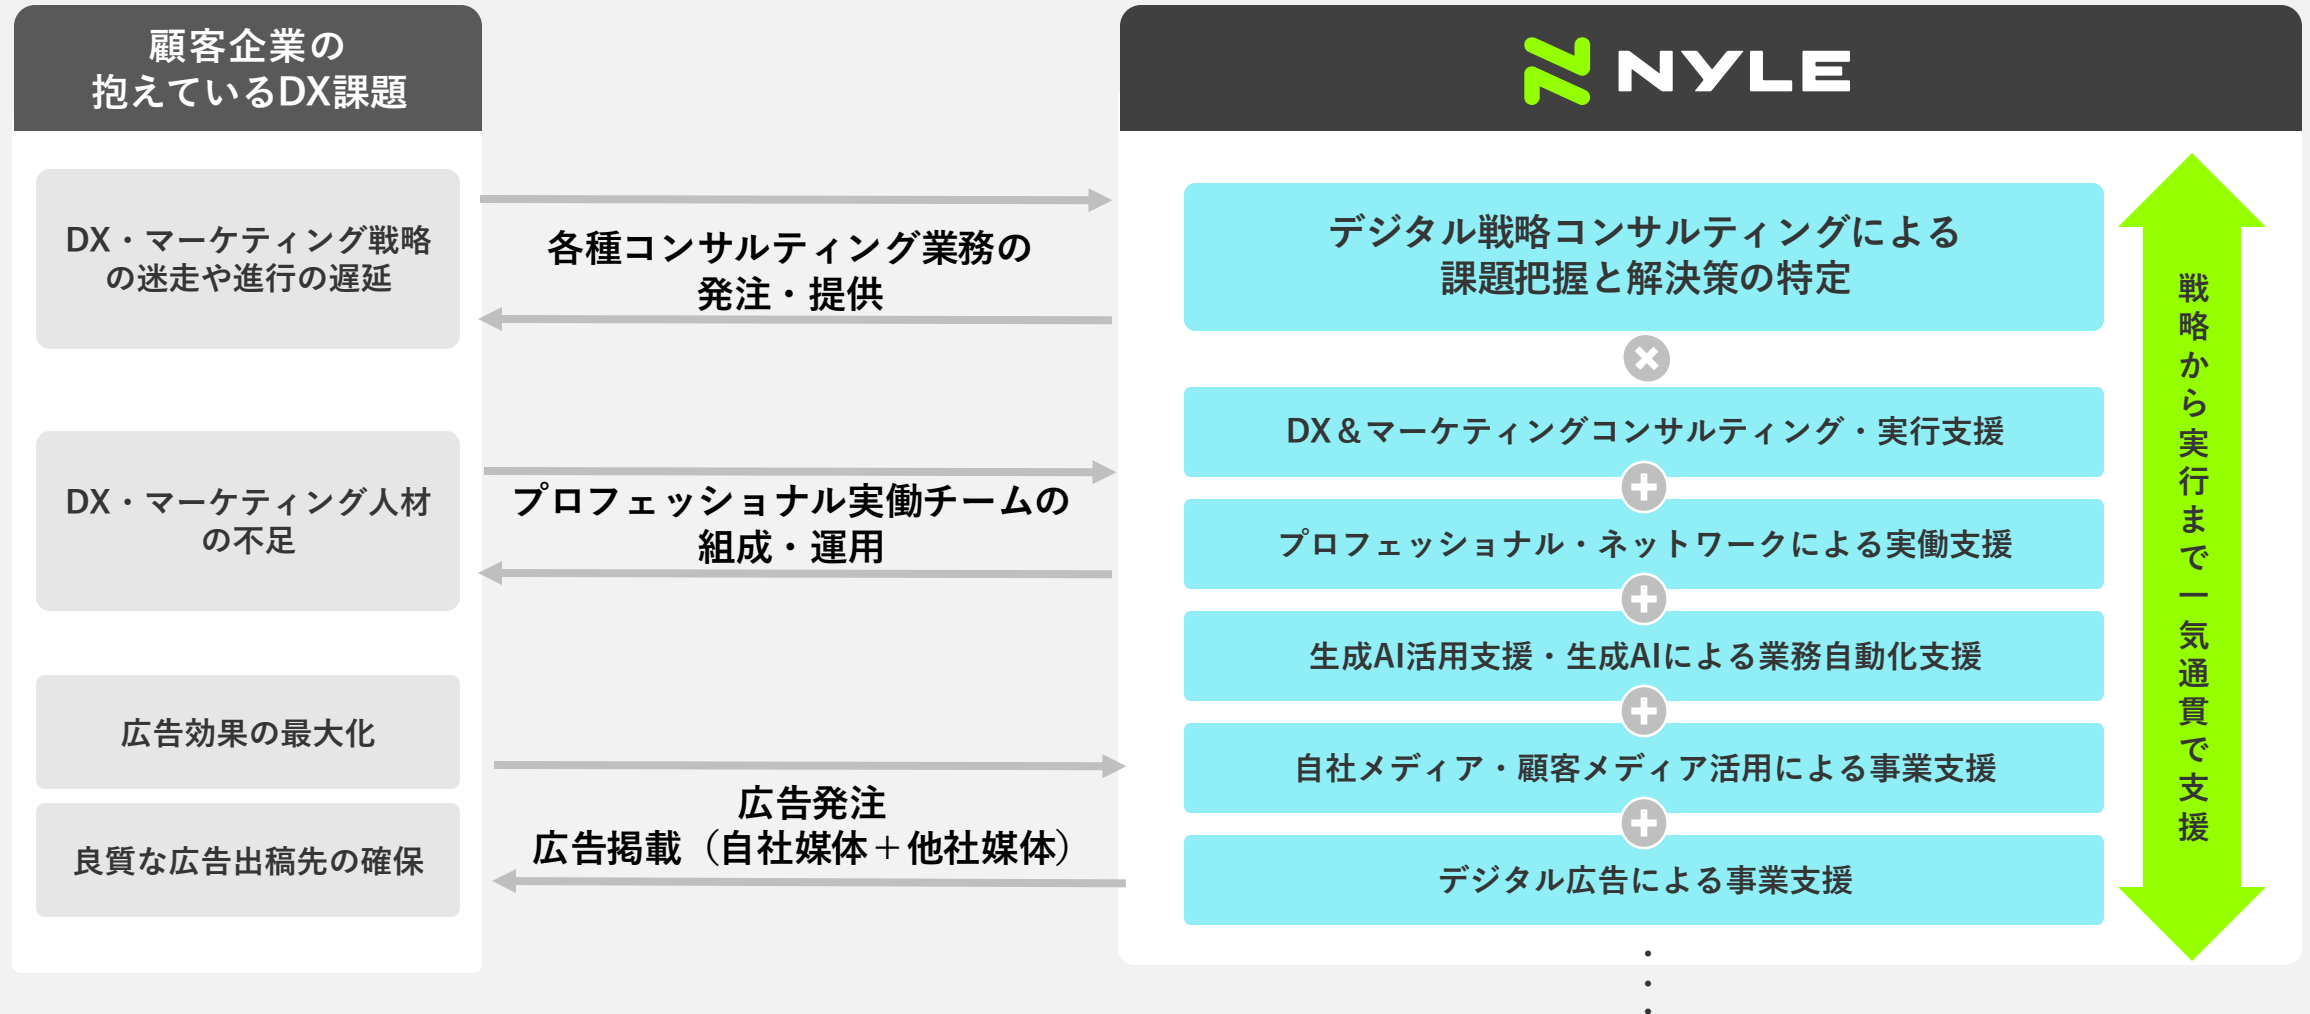 顧客企業の
抱えているDX課題
DX・マーケティング戦略
の迷走や進行の遅延
DX・マーケティング人材
の不足
広告効果の最大化
良質な広告出稿先の確保
各種コンサルティング業務の
発注・提供
プロフェッショナル実働チームの
組成・運用
広告発注
広告掲載（自社媒体＋他社媒体）
NYLE
デジタル戦略コンサルティングによる
課題把握と解決策の特定
DX＆マーケティングコンサルティング・実行支援
プロフェッショナル・ネットワークによる実働支援
生成AI活用支援・生成AIによる業務自動化支援
自社メディア・顧客メディア活用による事業支援
デジタル広告による事業支援
戦略から実行まで一気通貫で支援